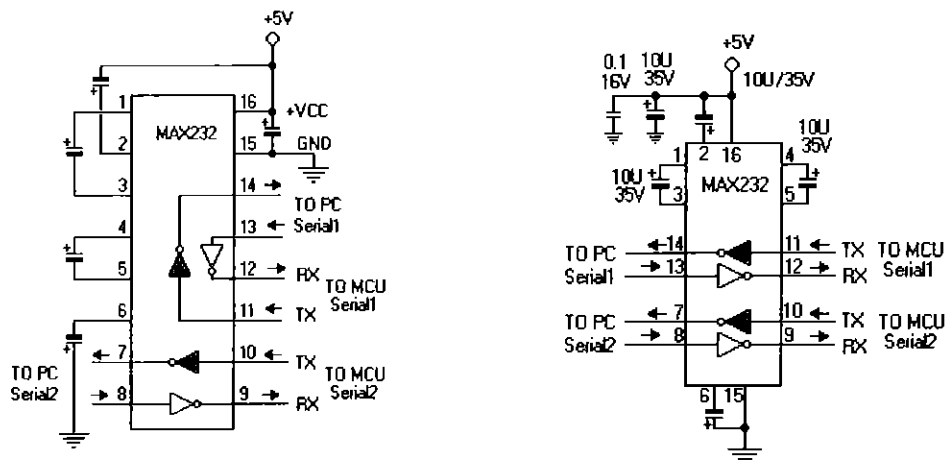 +5V
1
16
+VCC
MAX232
2
15
GND
3
14
TO PC
Serial1
13
4
12
RX
TO MCU
Serial1
5
11
TX
6
7
10
TX
TO PC
Serial2
TO MCU
Serial2
8
9
RX
+5V
0.1
16V
10U
35V
10U/35V
10U
35V
1
2
16
4
MAX232
10U
35V
3
5
TO PC
Serial1
14
11
TX
TO MCU
Serial1
13
12
RX
TO PC
Serial2
7
10
TX
TO MCU
Serial2
8
9
RX
6
15